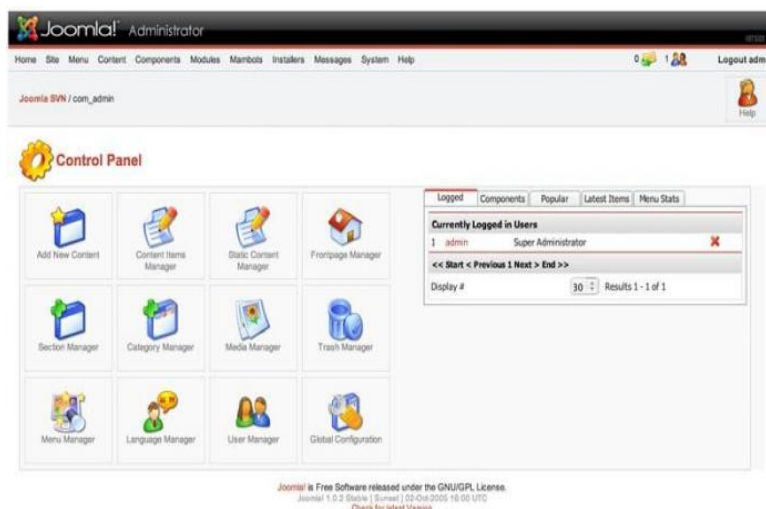 Joomla! Administrator
Home Site Menu Content Components Modules Mambots Installers Messages System Help 0 1 Logout adm
Joomla SVN / com_admin
Help
Control Panel
Add New Content
Content Items Manager
Static Content Manager
Frontpage Manager
Section Manager
Category Manager
Media Manager
Trash Manager
Menu Manager
Language Manager
User Manager
Global Configuration
Logged Components Popular Latest Items Menu Stats
Currently Logged in Users
1 admin Super Administrator
<< Start < Previous 1 Next > End >>
Display # 30 Results 1 - 1 of 1
Joomla! is Free Software released under the GNU/GPL License.
Joomla! 1.0.2 Stable [ Sunset ] 02-Oct-2005 16:00 UTC
Check for latest Version